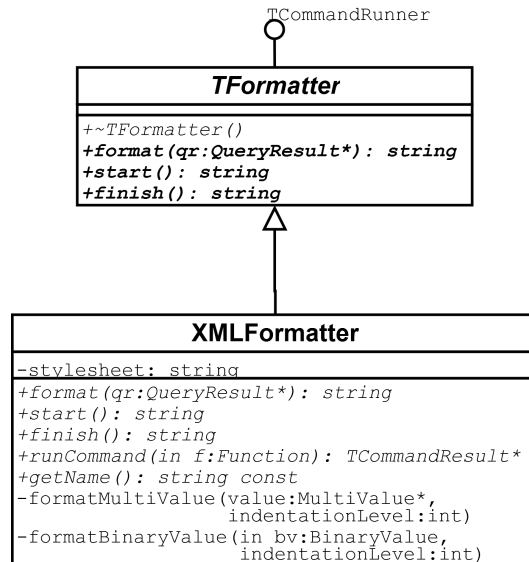 TCommandRunner
TFormatter
+~TFormatter()
+format(qr:QueryResult*): string
+start(): string
+finish(): string
XMLFormatter
-stylesheet: string
+format(qr:QueryResult*): string
+start(): string
+finish(): string
+runCommand(in f:Function): TCommandResult*
+getName(): string const
-formatMultiValue(value:MultiValue*,
indentationLevel:int)
-formatBinaryValue(in bv:BinaryValue,
indentationLevel:int)